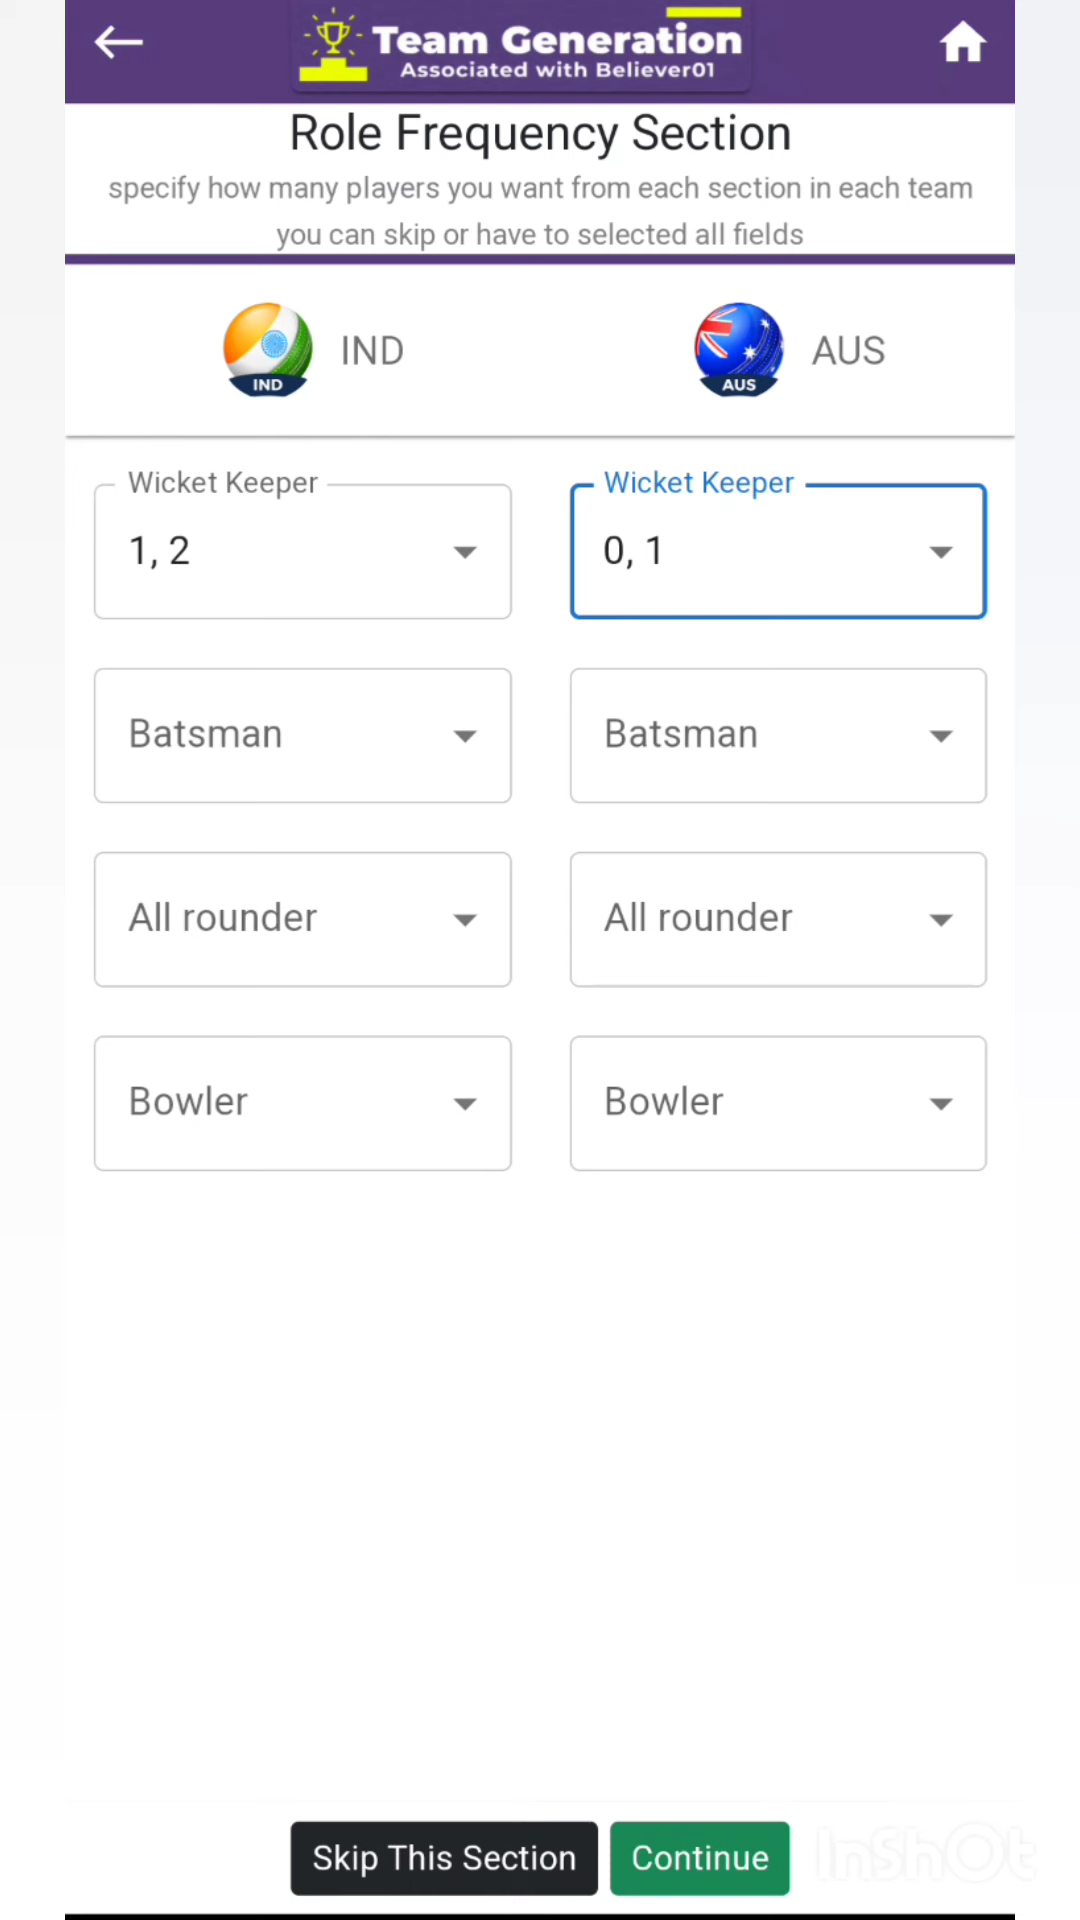 Team Generation
Associated with Believer01
Role Frequency Section
specify how many players you want from each section in each team
you can skip or have to selected all fields
IND IND
AUS AUS
Wicket Keeper Wicket Keeper
1, 2 0, 1
Batsman Batsman
All rounder All rounder
Bowler Bowler
Skip This Section Continue InShOt